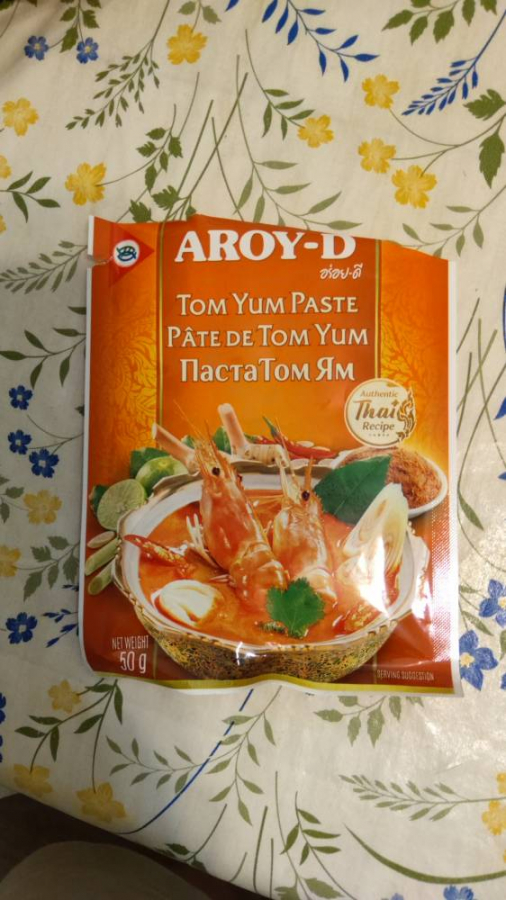 AROY-D
อร่อย-ดี
TOM YUM PASTE
PÂTE DE TOM YUM
ПАСТА ТОМ ЯМ
Authentic
Thai
Recipe
NET WEIGHT
50 g
SERVING SUGGESTION